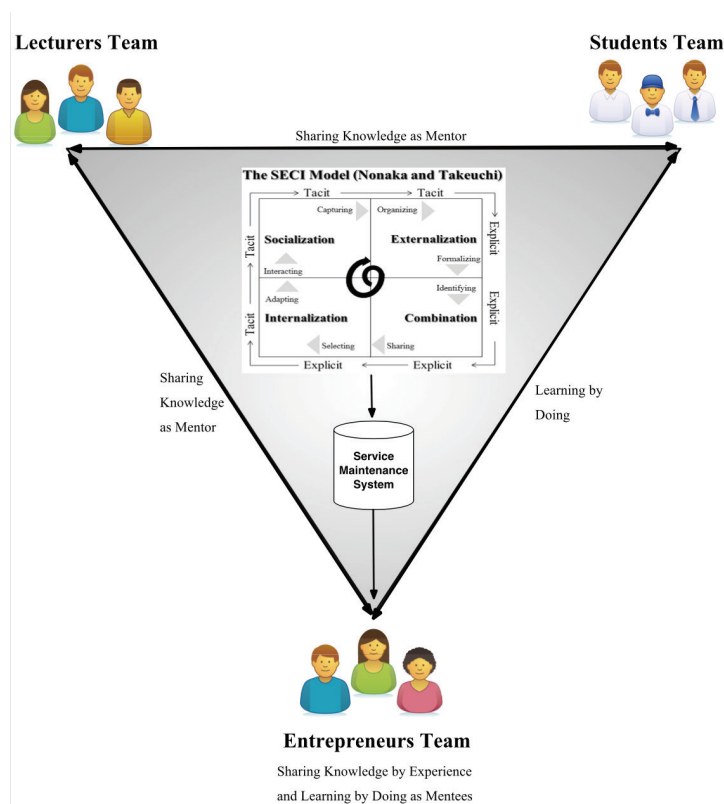 Lecturers Team
Students Team
Sharing Knowledge as Mentor
The SECI Model (Nonaka and Takeuchi)
Tacit
Tacit
Capturing
Organizing
Tacit
Socialization
Externalization
Explicit
Interacting
Formalizing
Adapting
Identifying
Tacit
Internalization
Combination
Explicit
Selecting
Sharing
Explicit
Explicit
Sharing
Knowledge
as Mentor
Learning by
Doing
Service
Maintenance
System
Entrepreneurs Team
Sharing Knowledge by Experience
and Learning by Doing as Mentees